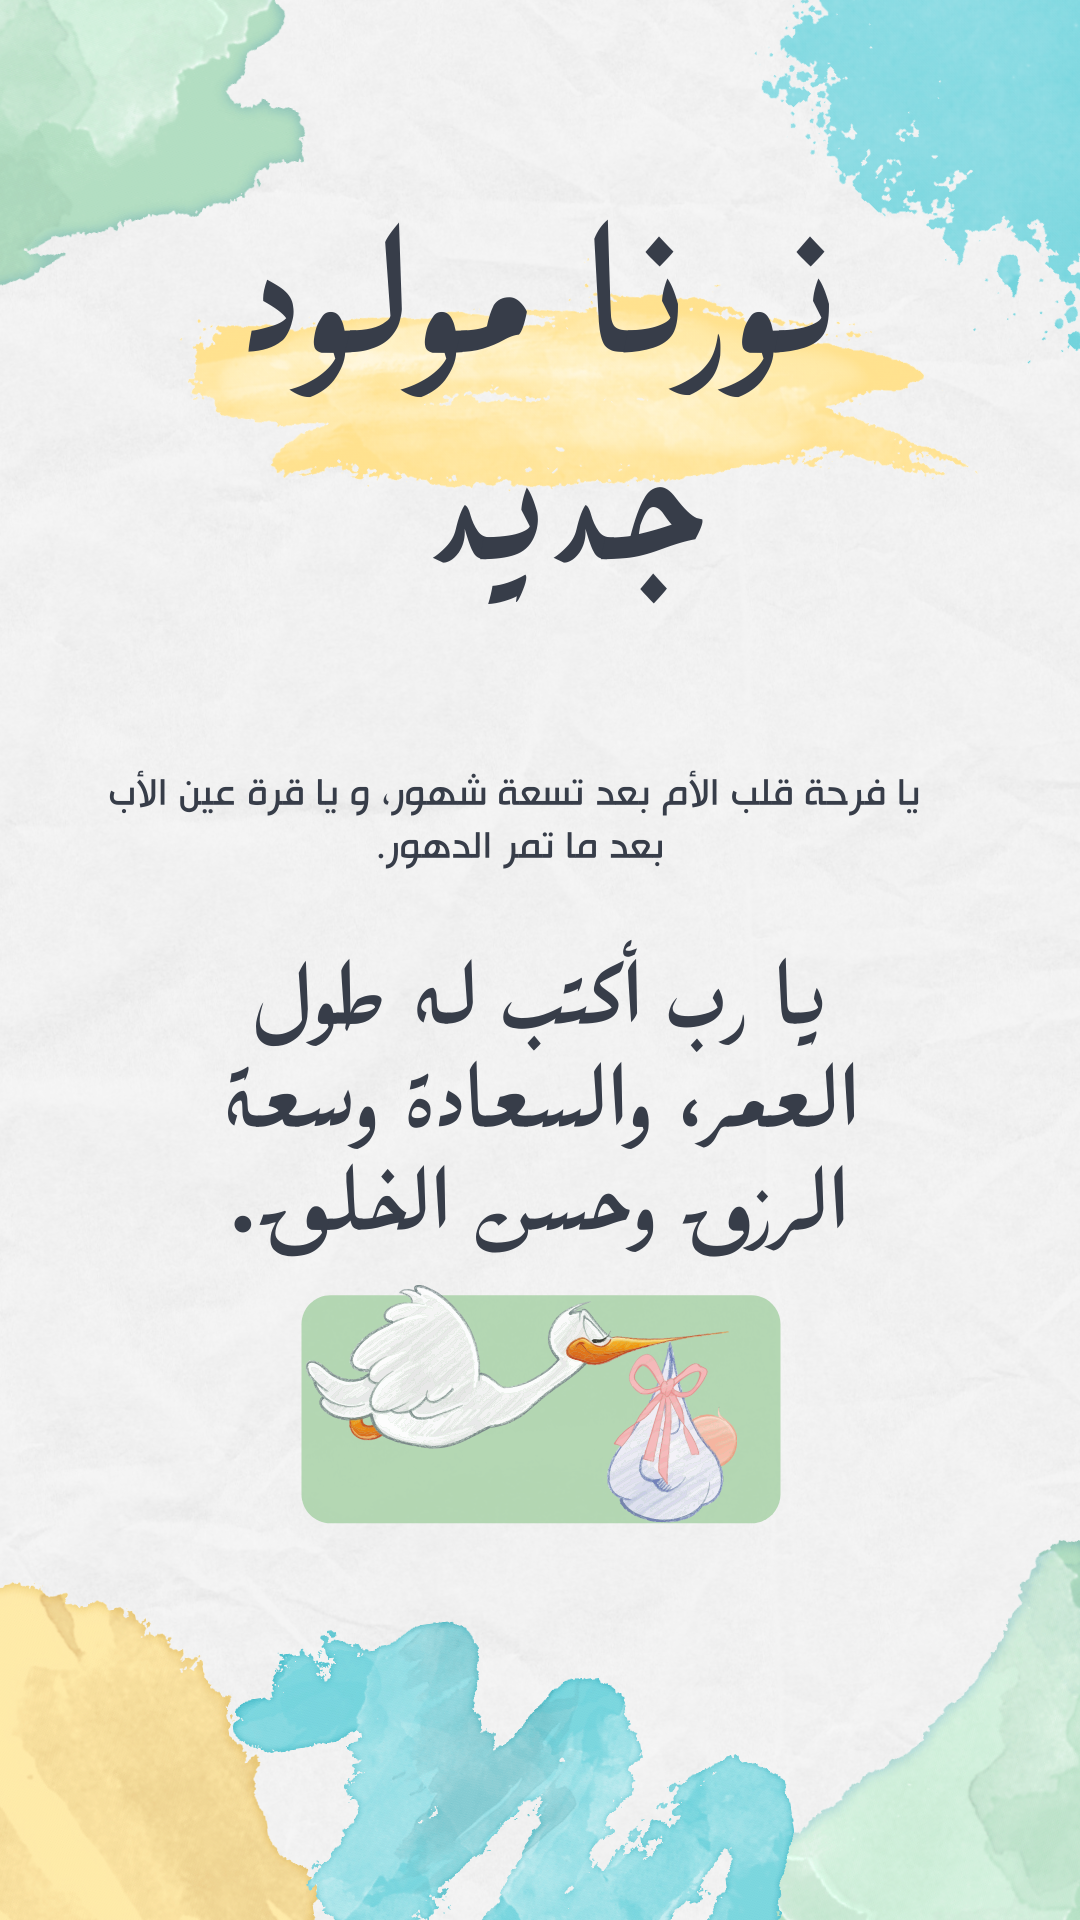 نورنا مولود
جديد
يا فرحة قلب الأم بعد تسعة شهور، و يا قرة عين الأب
بعد ما تمر الدهور.
يا رب أكتب له طول
العمر، والسعادة وسعة
الرزق وحسن الخلق.